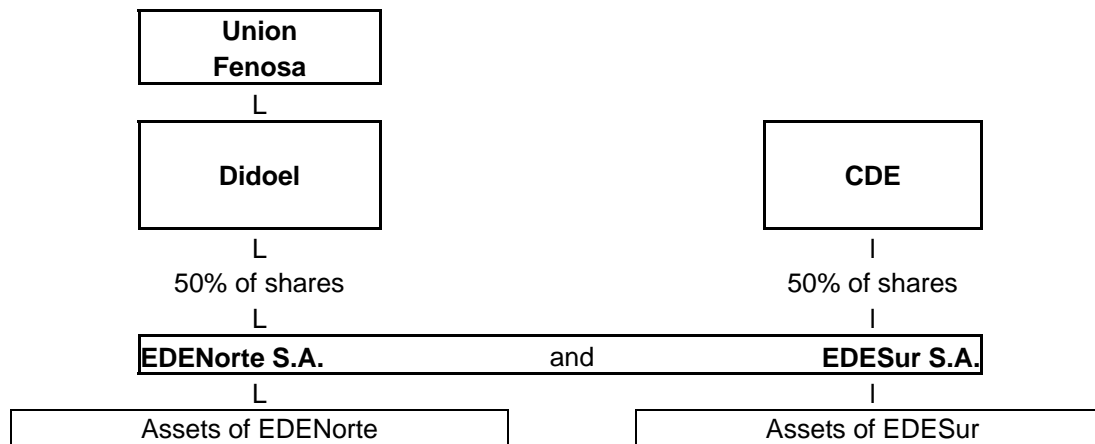 Union
Fenosa
L
Didoel CDE
L I
50% of shares 50% of shares
L I
EDENorte S.A. and EDESur S.A.
L I
Assets of EDENorte Assets of EDESur